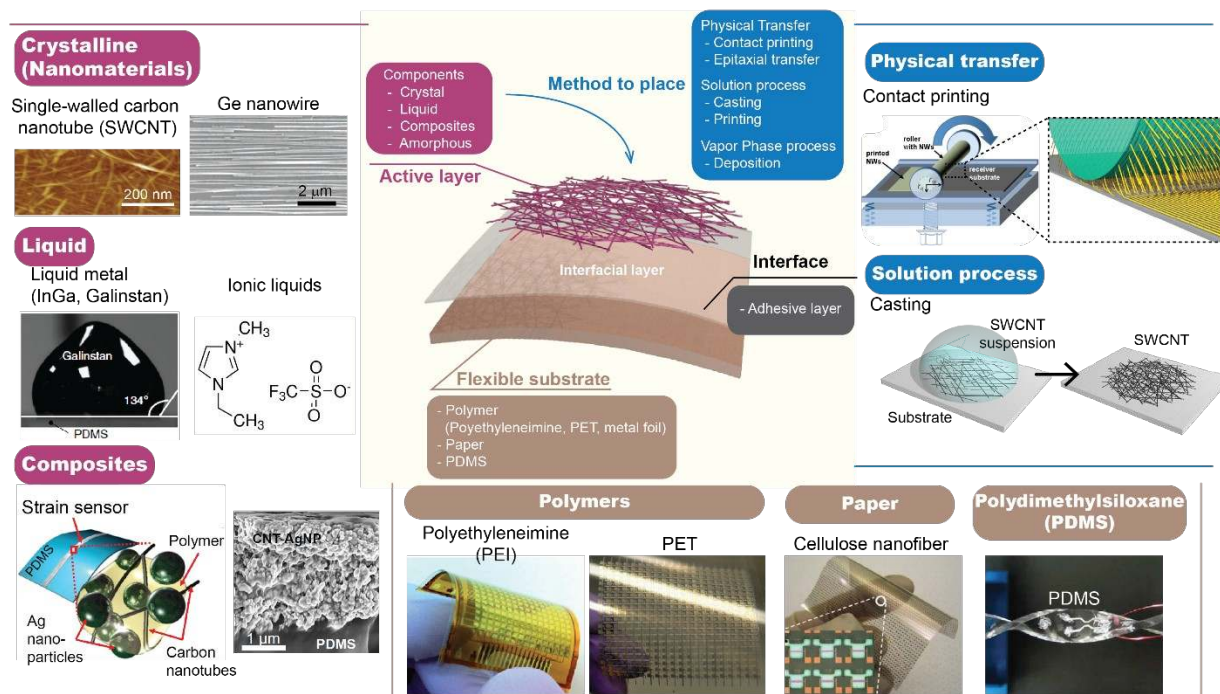 Crystalline
(Nanomaterials)
Single-walled carbon
nanotube (SWCNT)
200 nm
Ge nanowire
2 μm
Liquid
Liquid metal
(InGa, Galinstan)
Galinstan
134°
PDMS
Ionic liquids
CH₃
N⁺
N
CH₃
F₃C
S
O
O
O⁻
Composites
Strain sensor
PDMS
Polymer
Ag
nano-
particles
Carbon
nanotubes
CNT-AgNP
1 μm
PDMS
Components
- Crystal
- Liquid
- Composites
- Amorphous
Active layer
Method to place
Physical Transfer
- Contact printing
- Epitaxial transfer
Solution process
- Casting
- Printing
Vapor Phase process
- Deposition
Interfacial layer
Interface
- Adhesive layer
Flexible substrate
- Polymer
(Poyethyleneimine, PET, metal foil)
- Paper
- PDMS
Physical transfer
Contact printing
roller
with NWs
printed
NWs
receiver
substrate
Solution process
Casting
SWCNT
suspension
SWCNT
Substrate
Polymers
Polyethyleneimine
(PEI)
PET
Paper
Cellulose nanofiber
Polydimethylsiloxane
(PDMS)
PDMS